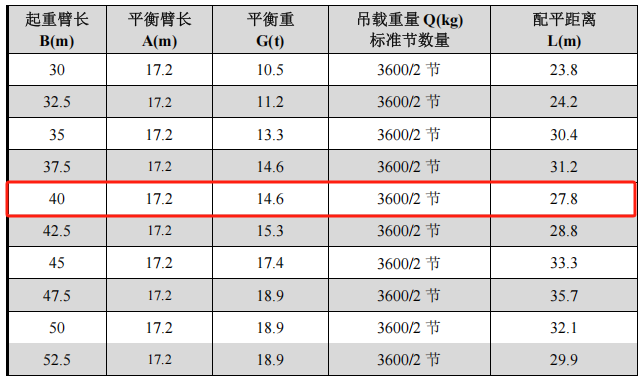 起重臂长 平衡臂长 平衡重 吊载重量 Q(kg) 配平距离
B(m) A(m) G(t) 标准节数量 L(m)
30 17.2 10.5 3600/2 节 23.8
32.5 17.2 11.2 3600/2 节 24.2
35 17.2 13.3 3600/2 节 30.4
37.5 17.2 14.6 3600/2 节 31.2
40 17.2 14.6 3600/2 节 27.8
42.5 17.2 15.3 3600/2 节 28.8
45 17.2 17.4 3600/2 节 33.3
47.5 17.2 18.9 3600/2 节 35.7
50 17.2 18.9 3600/2 节 32.1
52.5 17.2 18.9 3600/2 节 29.9